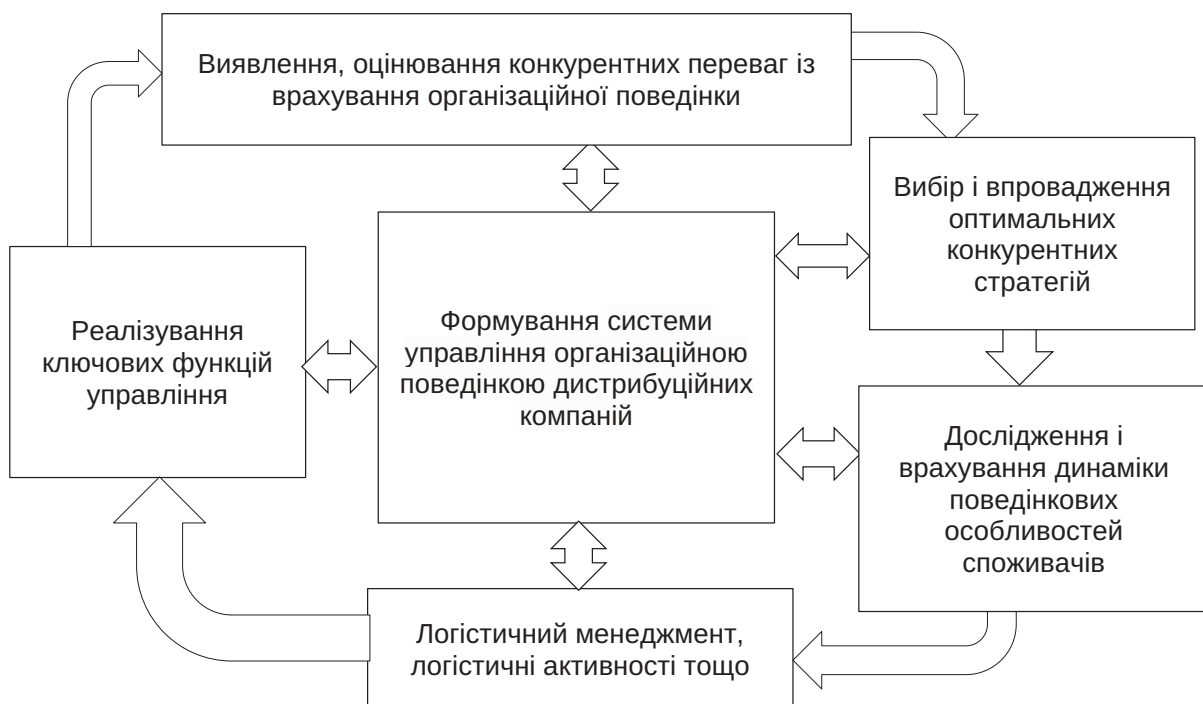 Виявлення, оцінювання конкурентних переваг із
врахування організаційної поведінки
Вибір і впровадження
оптимальних
конкурентних
стратегій
Реалізування
ключових функцій
управління
Формування системи
управління організаційною
поведінкою дистрибуційних
компаній
Дослідження і
врахування динаміки
поведінкових
особливостей
споживачів
Логістичний менеджмент,
логістичні активності тощо